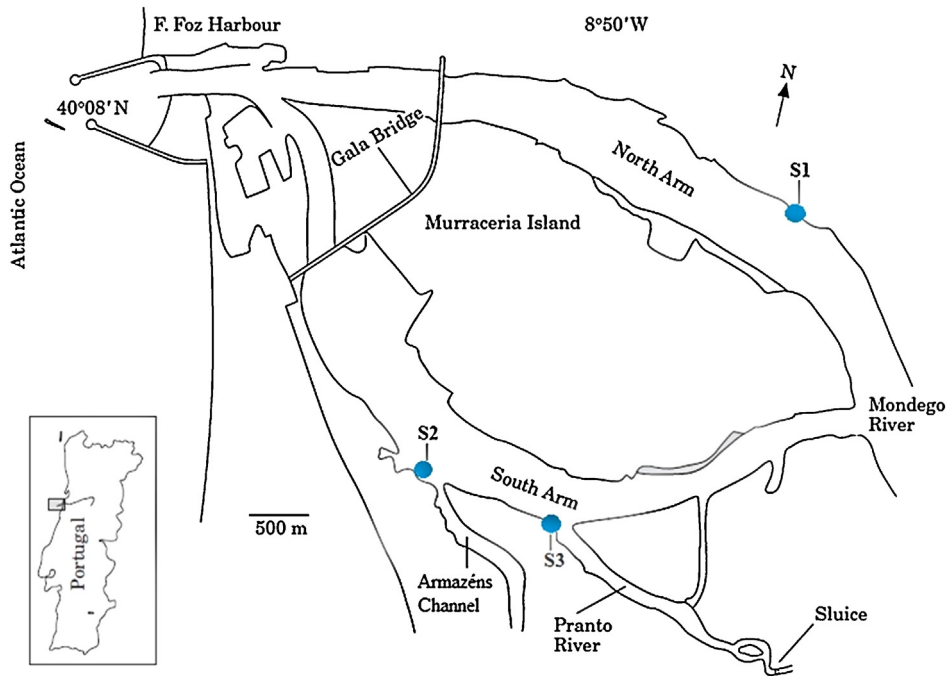 F. Foz Harbour
8°50′W
N
40°08′N
Gala Bridge
North Arm
S1
Atlantic Ocean
Murraceria Island
Mondego
River
S2
South Arm
500 m
S3
Portugal
Armazéns
Channel
Pranto
River
Sluice